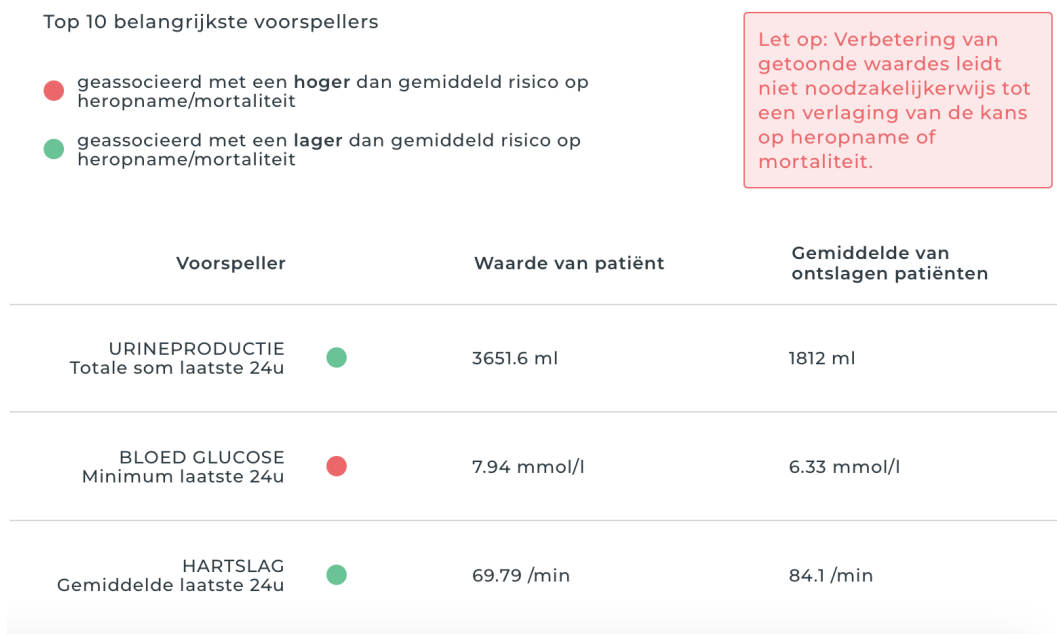 Top 10 belangrijkste voorspellers
geassocieerd met een hoger dan gemiddeld risico op
heropname/mortaliteit
geassocieerd met een lager dan gemiddeld risico op
heropname/mortaliteit
Let op: Verbetering van
getoonde waardes leidt
niet noodzakelijkerwijs tot
een verlaging van de kans
op heropname of
mortaliteit.
Voorspeller
Waarde van patiënt
Gemiddelde van
ontslagen patiënten
URINEPRODUCTIE
Totale som laatste 24u
3651.6 ml
1812 ml
BLOED GLUCOSE
Minimum laatste 24u
7.94 mmol/l
6.33 mmol/l
HARTSLAG
Gemiddelde laatste 24u
69.79 /min
84.1 /min